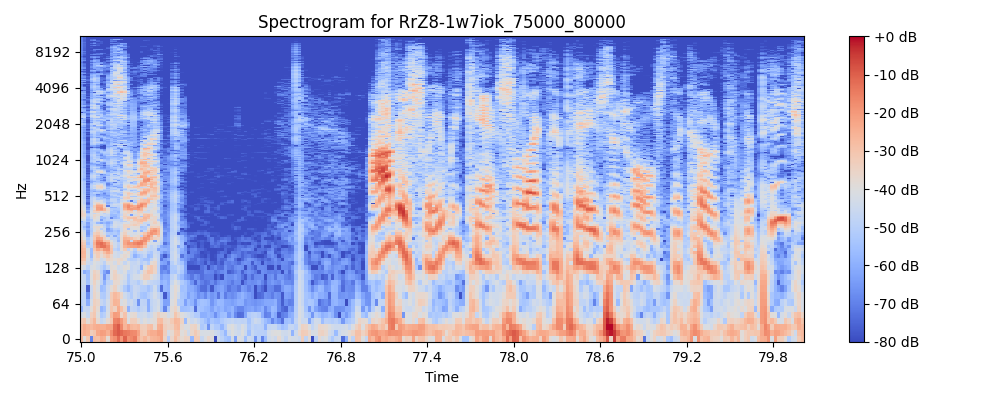 Spectrogram for RrZ8-1w7iok_75000_80000
8192
4096
2048
1024
512
256
128
64
0
Hz
75.0 75.6 76.2 76.8 77.4 78.0 78.6 79.2 79.8
Time
+0 dB
-10 dB
-20 dB
-30 dB
-40 dB
-50 dB
-60 dB
-70 dB
-80 dB